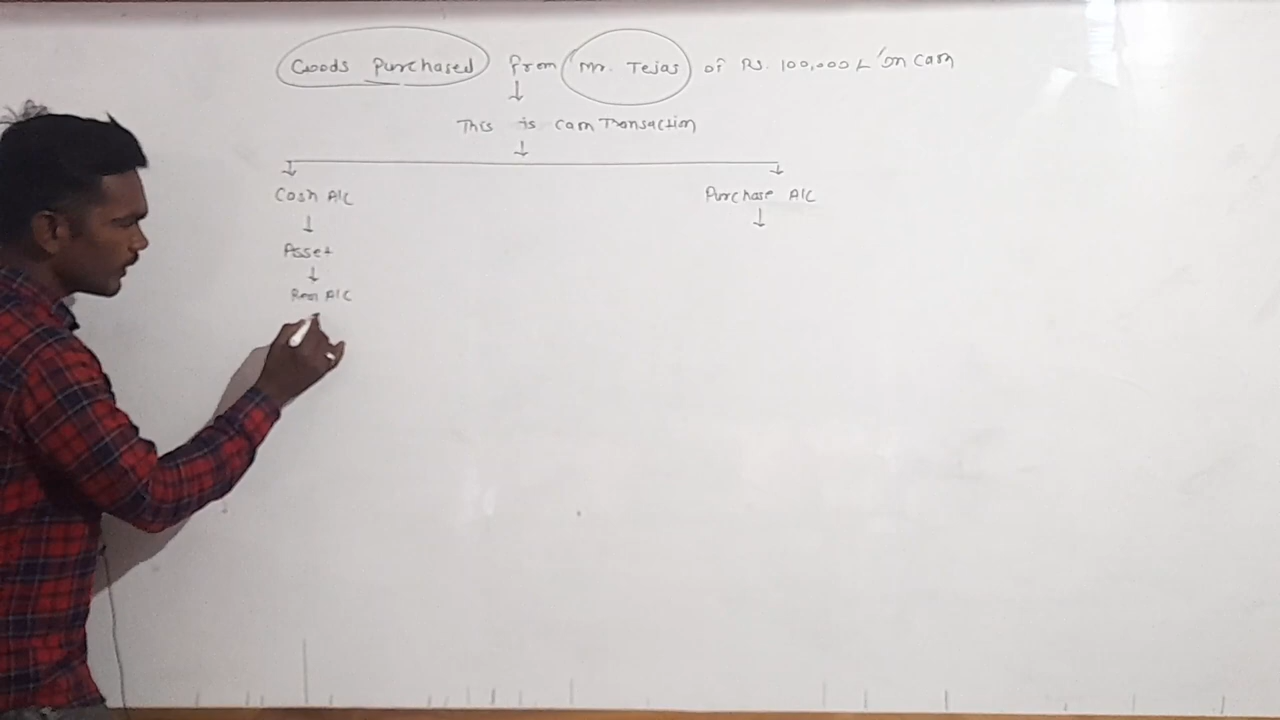 Goods Purchased from Mr. Tejas of Rs. 100,000/- on Cash
This is Cash Transaction
Cash A/C Purchase A/C
Asset
Real A/C